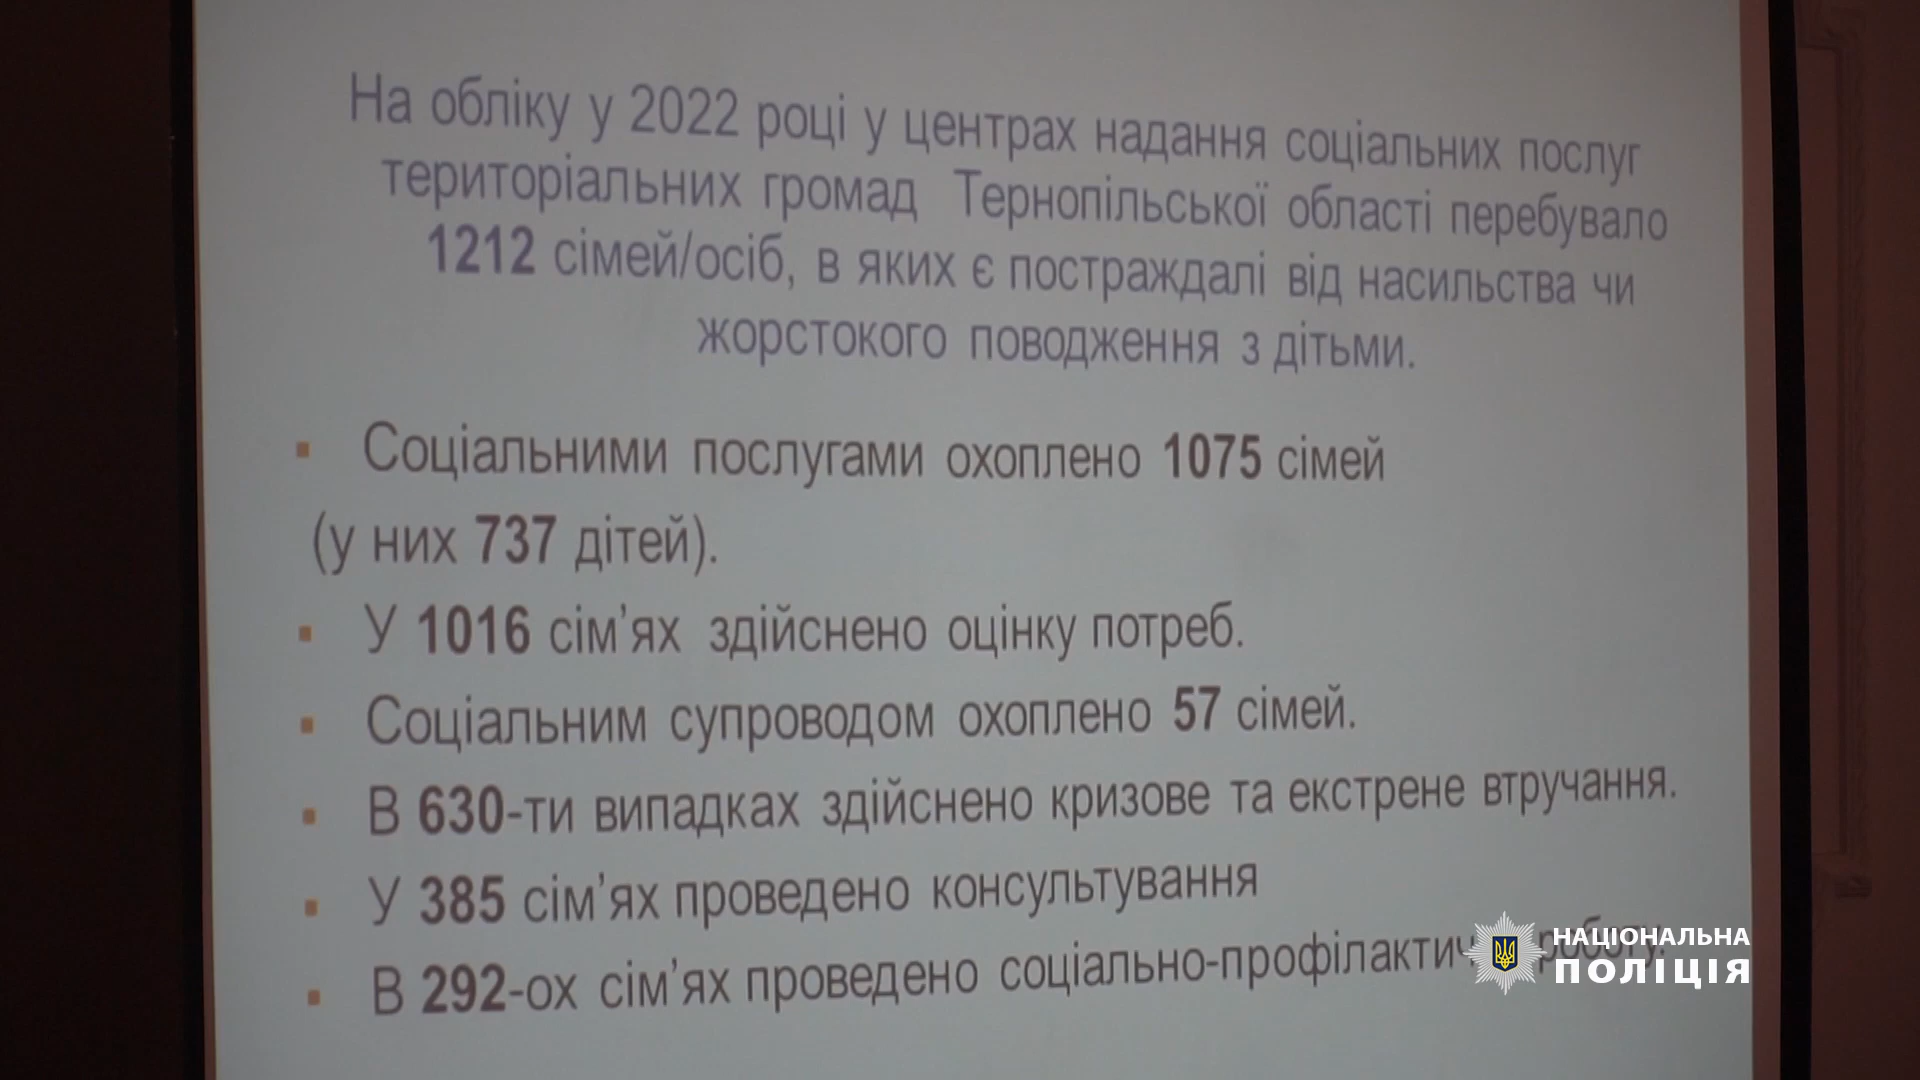 На обліку у 2022 році у центрах надання соціальних послуг
територіальних громад Тернопільської області перебувало
1212 сімей/осіб, в яких є постраждалі від насильства чи
жорстокого поводження з дітьми.
▪ Соціальними послугами охоплено 1075 сімей
(у них 737 дітей).
▪ У 1016 сім’ях здійснено оцінку потреб.
▪ Соціальним супроводом охоплено 57 сімей.
▪ В 630-ти випадках здійснено кризове та екстрене втручання.
▪ У 385 сім’ях проведено консультування
▪ В 292-ох сім’ях проведено соціально-профілактич роботу.
НАЦІОНАЛЬНА
ПОЛІЦІЯ